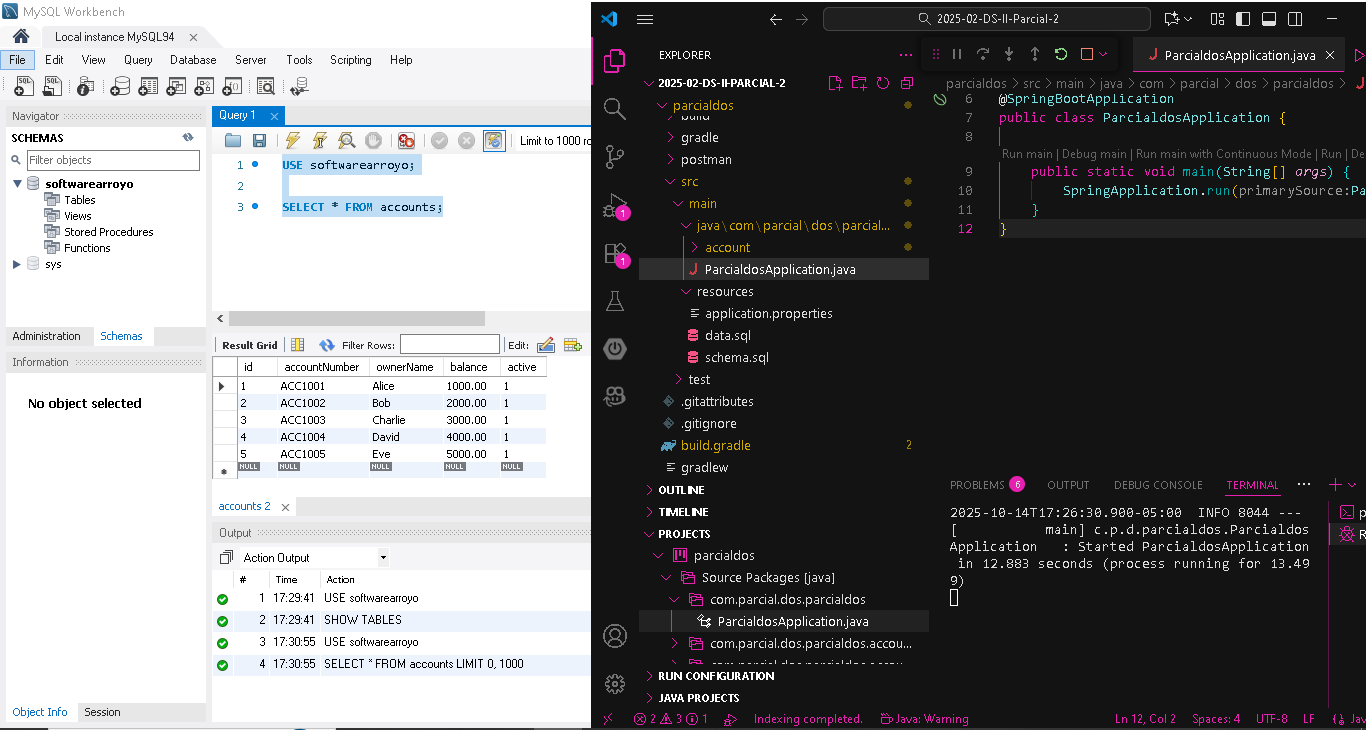 MySQL Workbench
Local instance MySQL94
File Edit View Query Database Server Tools Scripting Help
Navigator
SCHEMAS
Filter objects
softwarearroyo
Tables
Views
Stored Procedures
Functions
sys
Administration Schemas
Information
No object selected
Object Info Session
Query 1
Limit to 1000 ro
1 USE softwarearroyo;
2
3 SELECT * FROM accounts;
Result Grid Filter Rows: Edit:
id accountNumber ownerName balance active
1 ACC1001 Alice 1000.00 1
2 ACC1002 Bob 2000.00 1
3 ACC1003 Charlie 3000.00 1
4 ACC1004 David 4000.00 1
5 ACC1005 Eve 5000.00 1
NULL NULL NULL NULL NULL
accounts 2
Output
Action Output
# Time Action
1 17:29:41 USE softwarearroyo
2 17:29:41 SHOW TABLES
3 17:30:55 USE softwarearroyo
4 17:30:55 SELECT * FROM accounts LIMIT 0, 1000
2025-02-DS-II-Parcial-2
EXPLORER
2025-02-DS-II-PARCIAL-2
parcialdos
build
gradle
postman
src
main
java\com\parcial\dos\parcial...
account
ParcialdosApplication.java
resources
application.properties
data.sql
schema.sql
test
.gitattributes
.gitignore
build.gradle 2
gradlew
OUTLINE
TIMELINE
PROJECTS
parcialdos
Source Packages [java]
com.parcial.dos.parcialdos
ParcialdosApplication.java
com.parcial.dos.parcialdos.accou...
RUN CONFIGURATION
JAVA PROJECTS
1
1
ParcialdosApplication.java
parcialdos > src > main > java > com > parcial > dos > parcialdos >
6 @SpringBootApplication
7 public class ParcialdosApplication {
8
Run main | Debug main | Run main with Continuous Mode | Run | De
9 public static void main(String[] args) {
10 SpringApplication.run(primarySource:Pa
11 }
12 }
PROBLEMS 6 OUTPUT DEBUG CONSOLE TERMINAL
2025-10-14T17:26:30.900-05:00 INFO 8044 ---
[ main] c.p.d.parcialdos.Parcialdos
Application : Started ParcialdosApplication
in 12.883 seconds (process running for 13.49
9)
p
R
2 3 1 Indexing completed. Java: Warning Ln 12, Col 2 Spaces: 4 UTF-8 LF Jav